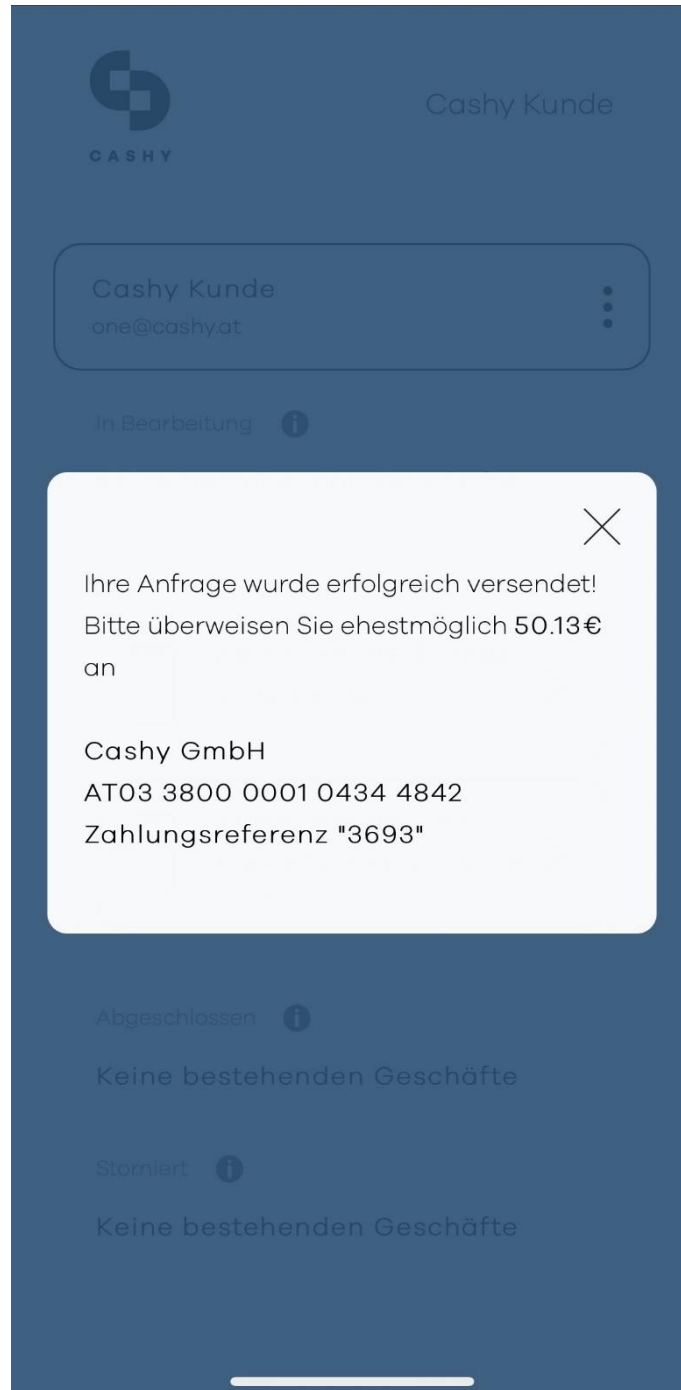 CASHY
Cashy Kunde
Cashy Kunde
one@cashy.at
In Bearbeitung
Ihre Anfrage wurde erfolgreich versendet!
Bitte überweisen Sie ehestmöglich 50.13€
an
Cashy GmbH
AT03 3800 0001 0434 4842
Zahlungsreferenz "3693"
Abgeschlossen
Keine bestehenden Geschäfte
Storniert
Keine bestehenden Geschäfte